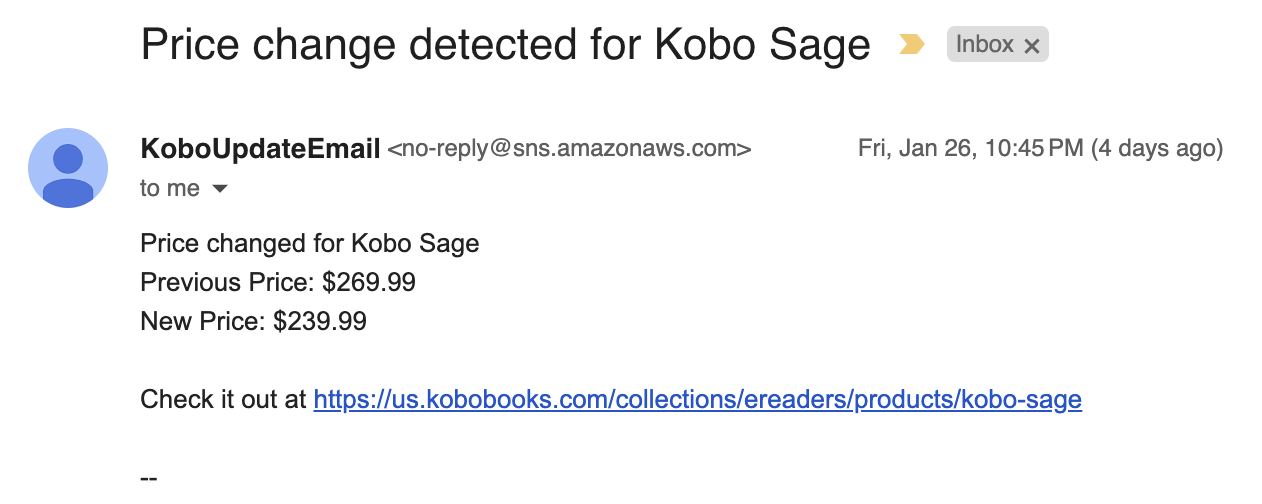 Price change detected for Kobo Sage Inbox ×
KoboUpdateEmail <no-reply@sns.amazonaws.com> Fri, Jan 26, 10:45 PM (4 days ago)
to me
Price changed for Kobo Sage
Previous Price: $269.99
New Price: $239.99
Check it out at https://us.kobobooks.com/collections/ereaders/products/kobo-sage
--